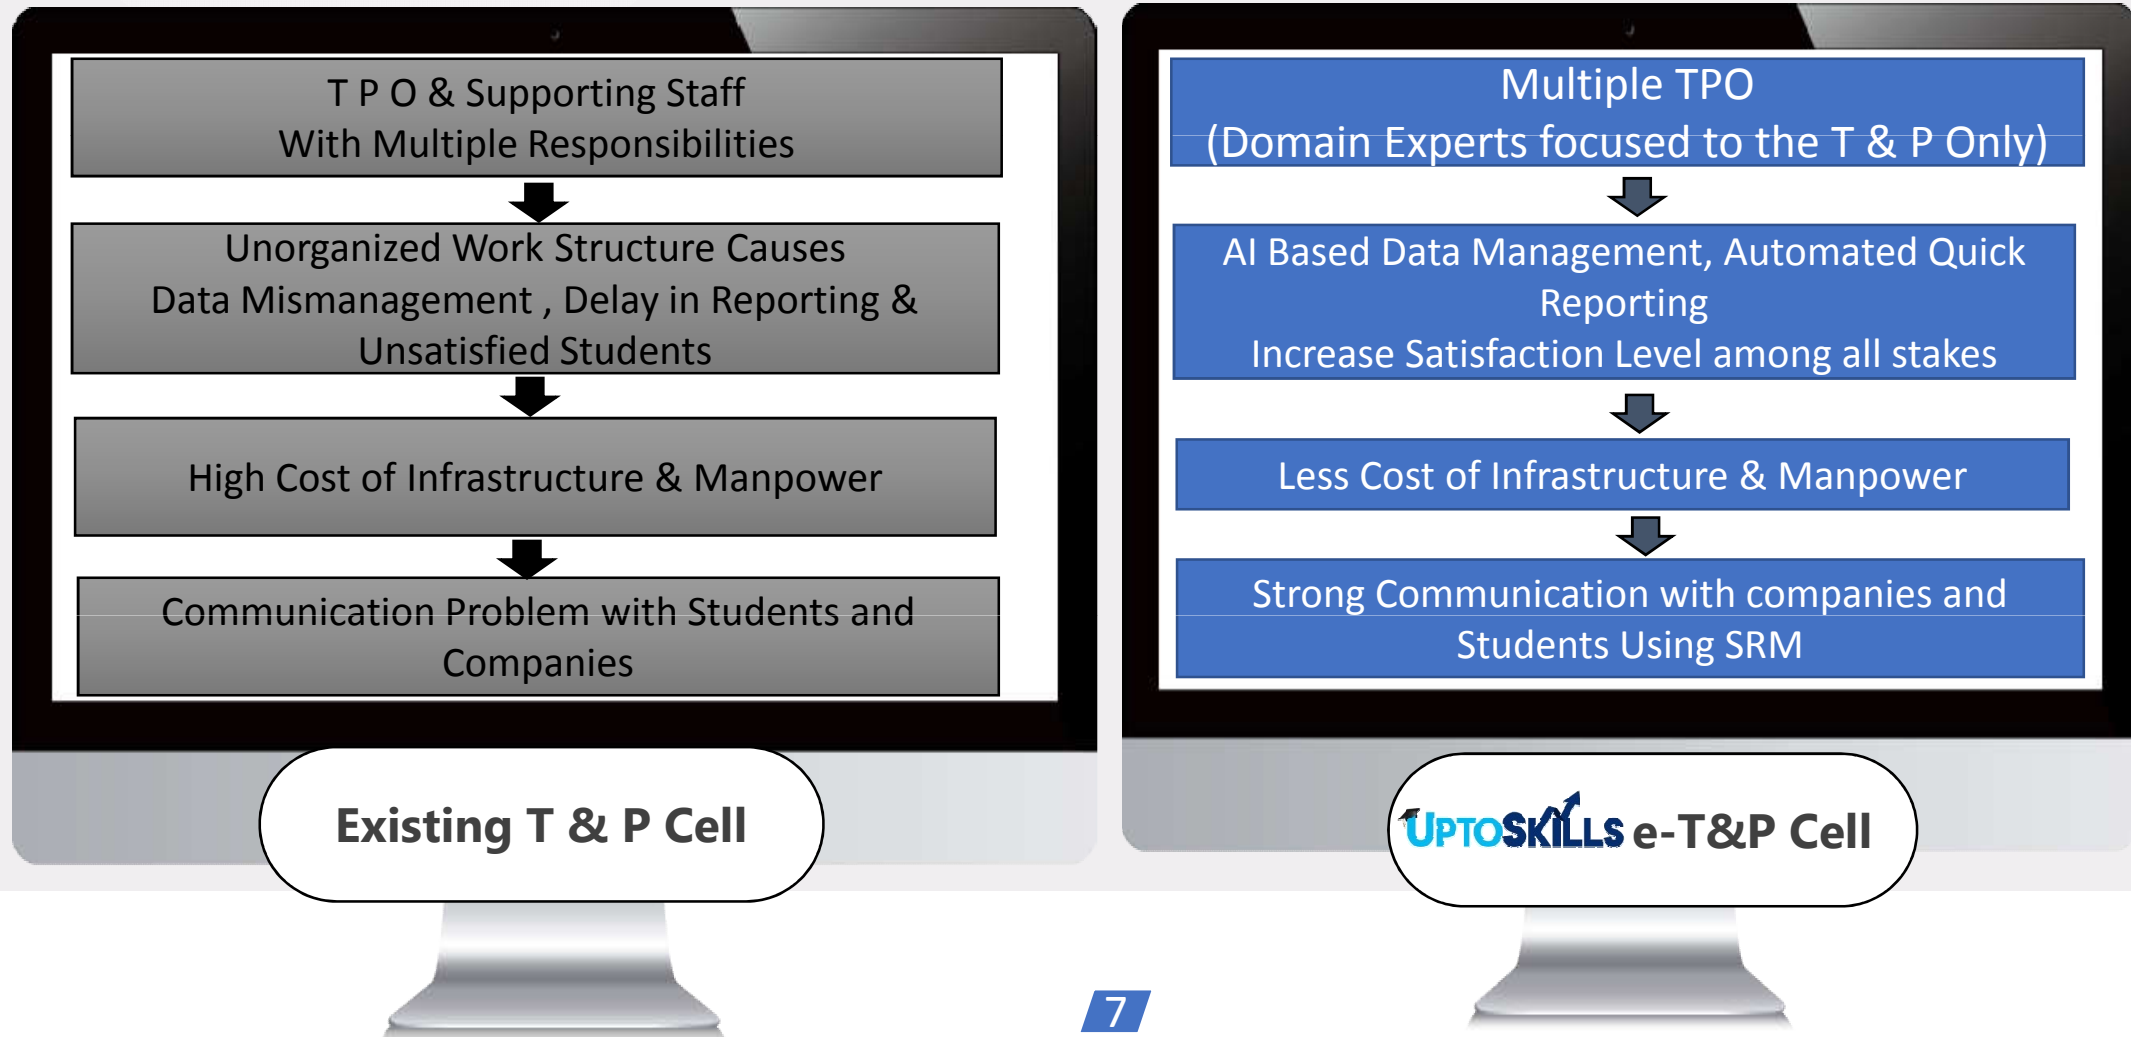 T P O & Supporting Staff
With Multiple Responsibilities
Unorganized Work Structure Causes
Data Mismanagement , Delay in Reporting &
Unsatisfied Students
High Cost of Infrastructure & Manpower
Communication Problem with Students and
Companies
Existing T & P Cell
Multiple TPO
(Domain Experts focused to the T & P Only)
AI Based Data Management, Automated Quick
Reporting
Increase Satisfaction Level among all stakes
Less Cost of Infrastructure & Manpower
Strong Communication with companies and
Students Using SRM
UPTOSKILLS e-T&P Cell
7